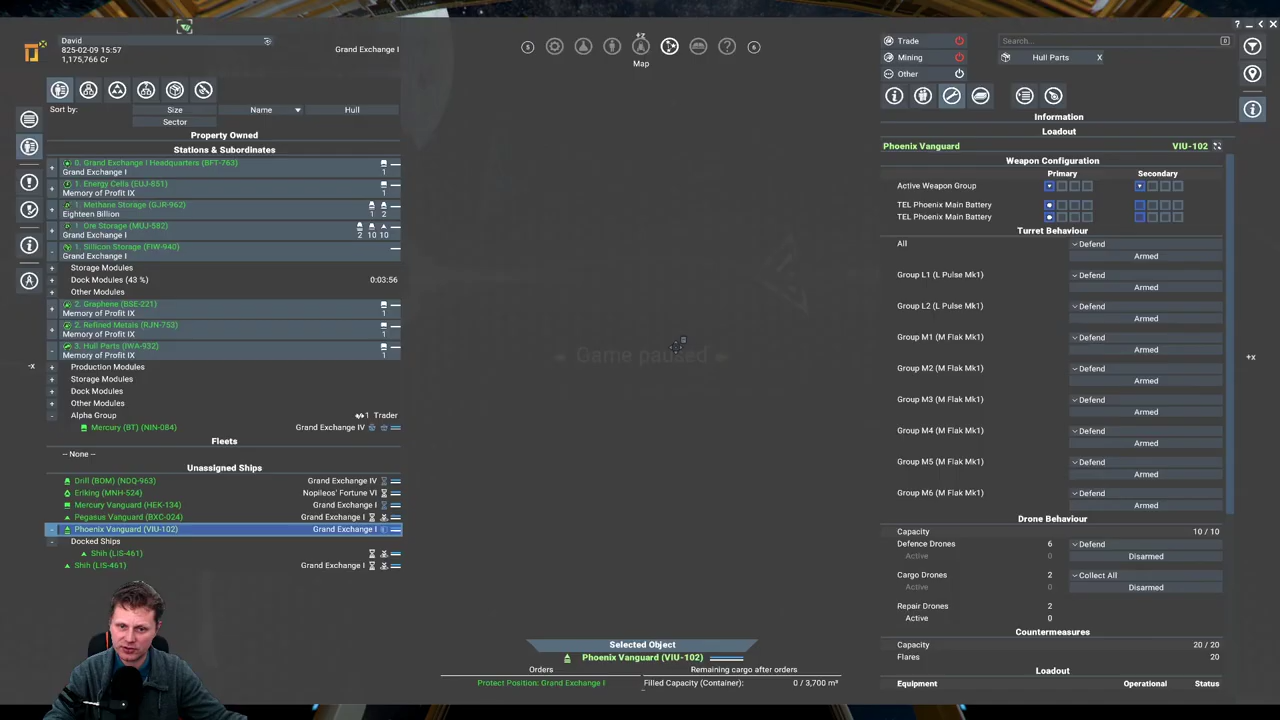 David
825-02-09 15:57
1,175,766 Cr
Grand Exchange I
Sort by:
Size
Name
Hull
Sector
Property Owned
Stations & Subordinates
0. Grand Exchange I Headquarters (BFT-763)
Grand Exchange I
1
1. Energy Cells (EUJ-851)
Memory of Profit IX
1
1. Methane Storage (GJR-962)
Eighteen Billion
1 2
1. Ore Storage (MUJ-582)
Grand Exchange I
2 10 10
1. Sillicon Storage (FIW-940)
Grand Exchange I
+ Storage Modules
+ Dock Modules (43 %) 0:03:56
+ Other Modules
2. Graphene (BSE-221)
Memory of Profit IX
1
2. Refined Metals (RJN-753)
Memory of Profit IX
1
3. Hull Parts (IWA-932)
Memory of Profit IX
1
+ Production Modules
+ Storage Modules
+ Dock Modules
+ Other Modules
- Alpha Group 1 Trader
Mercury (BT) (NIN-084) Grand Exchange IV
Fleets
-- None --
Unassigned Ships
Drill (BOM) (NDQ-963) Grand Exchange IV
Erlking (MNH-524) Nopileos' Fortune VI
Mercury Vanguard (HEK-134) Grand Exchange I
Pegasus Vanguard (BXC-024) Grand Exchange I
- Phoenix Vanguard (VIU-102) Grand Exchange I
- Docked Ships
Shih (LIS-461)
Shih (LIS-461) Grand Exchange I
-x
5
+z
?
6
Map
Game paused
Selected Object
Phoenix Vanguard (VIU-102)
Orders
Remaining cargo after orders
Protect Position: Grand Exchange I
Filled Capacity (Container): 0 / 3,700 m³
Trade
Mining
Other
Search...
Hull Parts X
Information
Loadout
Phoenix Vanguard VIU-102
Weapon Configuration
Primary Secondary
Active Weapon Group
TEL Phoenix Main Battery
TEL Phoenix Main Battery
Turret Behaviour
All Defend
Armed
Group L1 (L Pulse Mk1) Defend
Armed
Group L2 (L Pulse Mk1) Defend
Armed
Group M1 (M Flak Mk1) Defend
Armed
Group M2 (M Flak Mk1) Defend
Armed
Group M3 (M Flak Mk1) Defend
Armed
Group M4 (M Flak Mk1) Defend
Armed
Group M5 (M Flak Mk1) Defend
Armed
Group M6 (M Flak Mk1) Defend
Armed
Drone Behaviour
Capacity 10 / 10
Defence Drones 6 Defend
Active 0 Disarmed
Cargo Drones 2 Collect All
Active 0 Disarmed
Repair Drones 2
Active 0
Countermeasures
Capacity 20 / 20
Flares 20
Loadout
Equipment Operational Status
+x